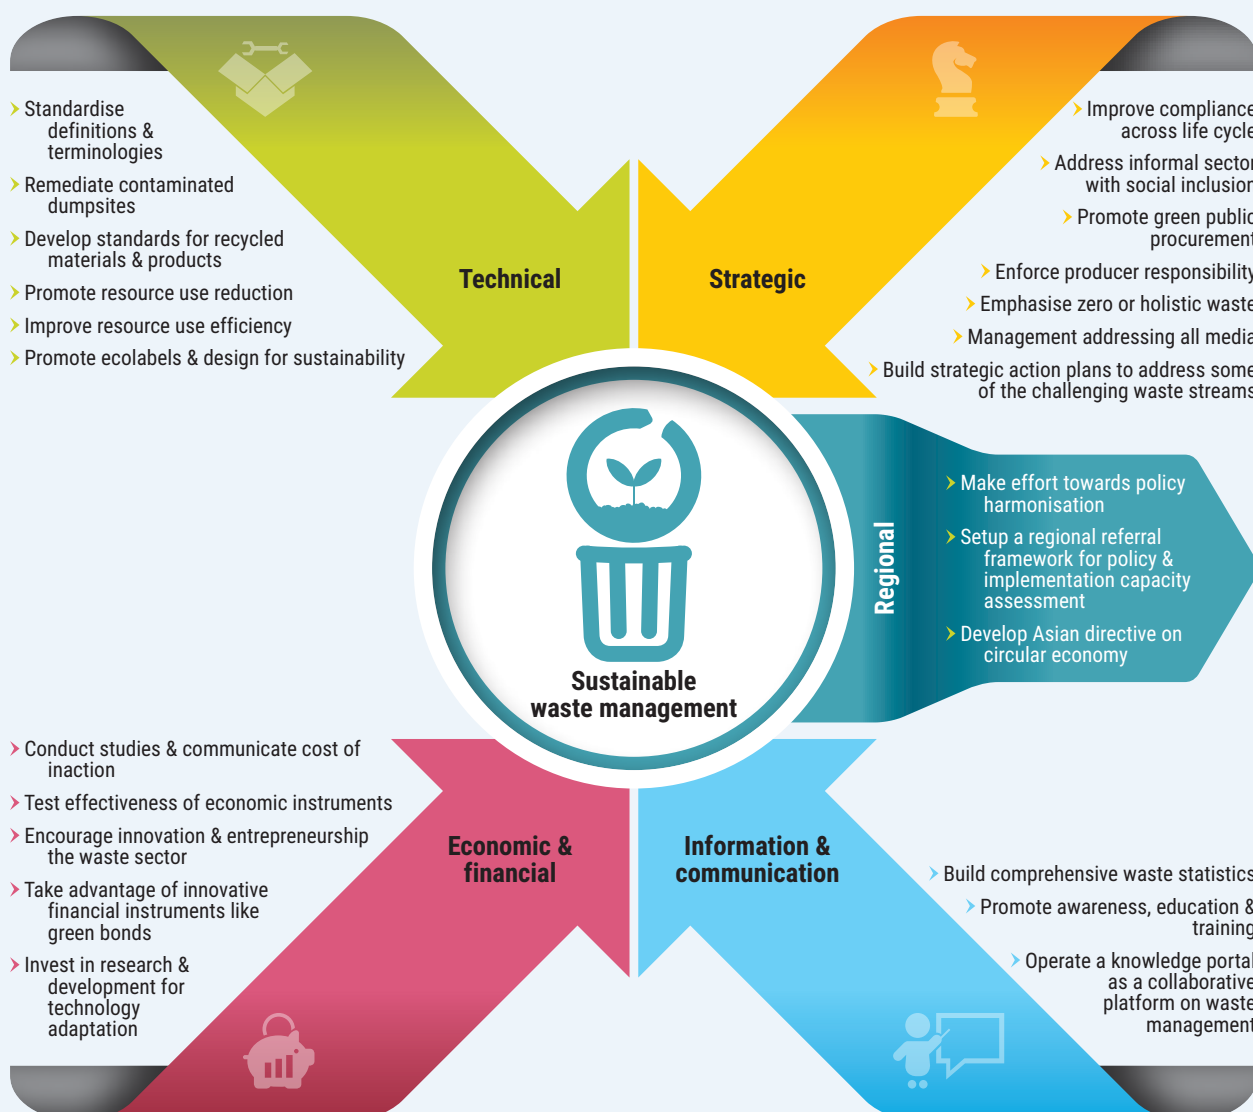 Standardise
definitions &
terminologies
Remediate contaminated
dumpsites
Develop standards for recycled
materials & products
Promote resource use reduction
Improve resource use efficiency
Promote ecolabels & design for sustainability
Technical
Strategic
Improve compliance
across life cycle
Address informal sector
with social inclusion
Promote green public
procurement
Enforce producer responsibility
Emphasise zero or holistic waste
Management addressing all media
Build strategic action plans to address some
of the challenging waste streams
Regional
Make effort towards policy
harmonisation
Setup a regional referral
framework for policy &
implementation capacity
assessment
Develop Asian directive on
circular economy
Sustainable
waste management
Conduct studies & communicate cost of
inaction
Test effectiveness of economic instruments
Encourage innovation & entrepreneurship
the waste sector
Take advantage of innovative
financial instruments like
green bonds
Invest in research &
development for
technology
adaptation
Economic &
financial
Information &
communication
Build comprehensive waste statistics
Promote awareness, education &
training
Operate a knowledge portal
as a collaborative
platform on waste
management